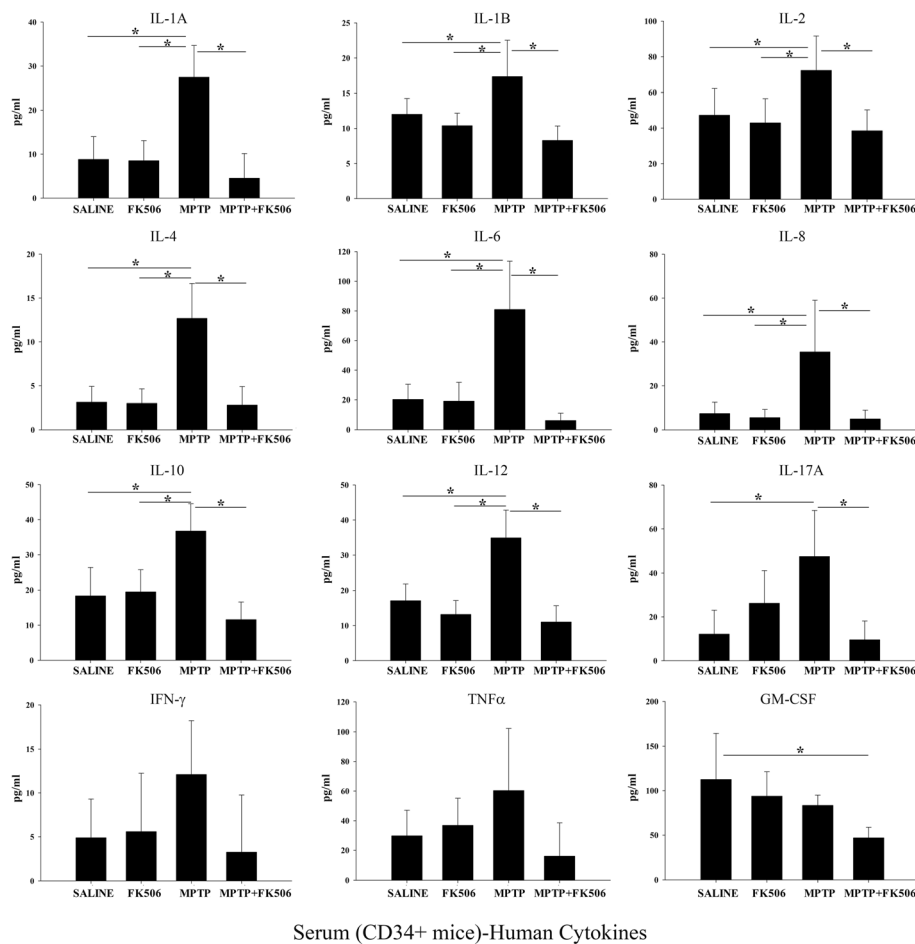 IL-1A
IL-1B
IL-2
40
30
20
10
0
pg/ml
*
*
*
SALINE FK506 MPTP MPTP+FK506
25
20
15
10
5
0
pg/ml
*
*
*
SALINE FK506 MPTP MPTP+FK506
100
80
60
40
20
0
pg/ml
*
*
*
SALINE FK506 MPTP MPTP+FK506
IL-4
IL-6
IL-8
20
15
10
5
0
pg/ml
*
*
*
SALINE FK506 MPTP MPTP+FK506
120
100
80
60
40
20
0
pg/ml
*
*
*
SALINE FK506 MPTP MPTP+FK506
80
60
40
20
0
pg/ml
*
*
*
SALINE FK506 MPTP MPTP+FK506
IL-10
IL-12
IL-17A
50
40
30
20
10
0
pg/ml
*
*
*
SALINE FK506 MPTP MPTP+FK506
50
40
30
20
10
0
pg/ml
*
*
*
SALINE FK506 MPTP MPTP+FK506
80
60
40
20
0
pg/ml
*
*
SALINE FK506 MPTP MPTP+FK506
IFN-γ
TNFα
GM-CSF
20
15
10
5
0
pg/ml
SALINE FK506 MPTP MPTP+FK506
120
100
80
60
40
20
0
pg/ml
SALINE FK506 MPTP MPTP+FK506
200
150
100
50
0
pg/ml
*
SALINE FK506 MPTP MPTP+FK506
Serum (CD34+ mice)-Human Cytokines